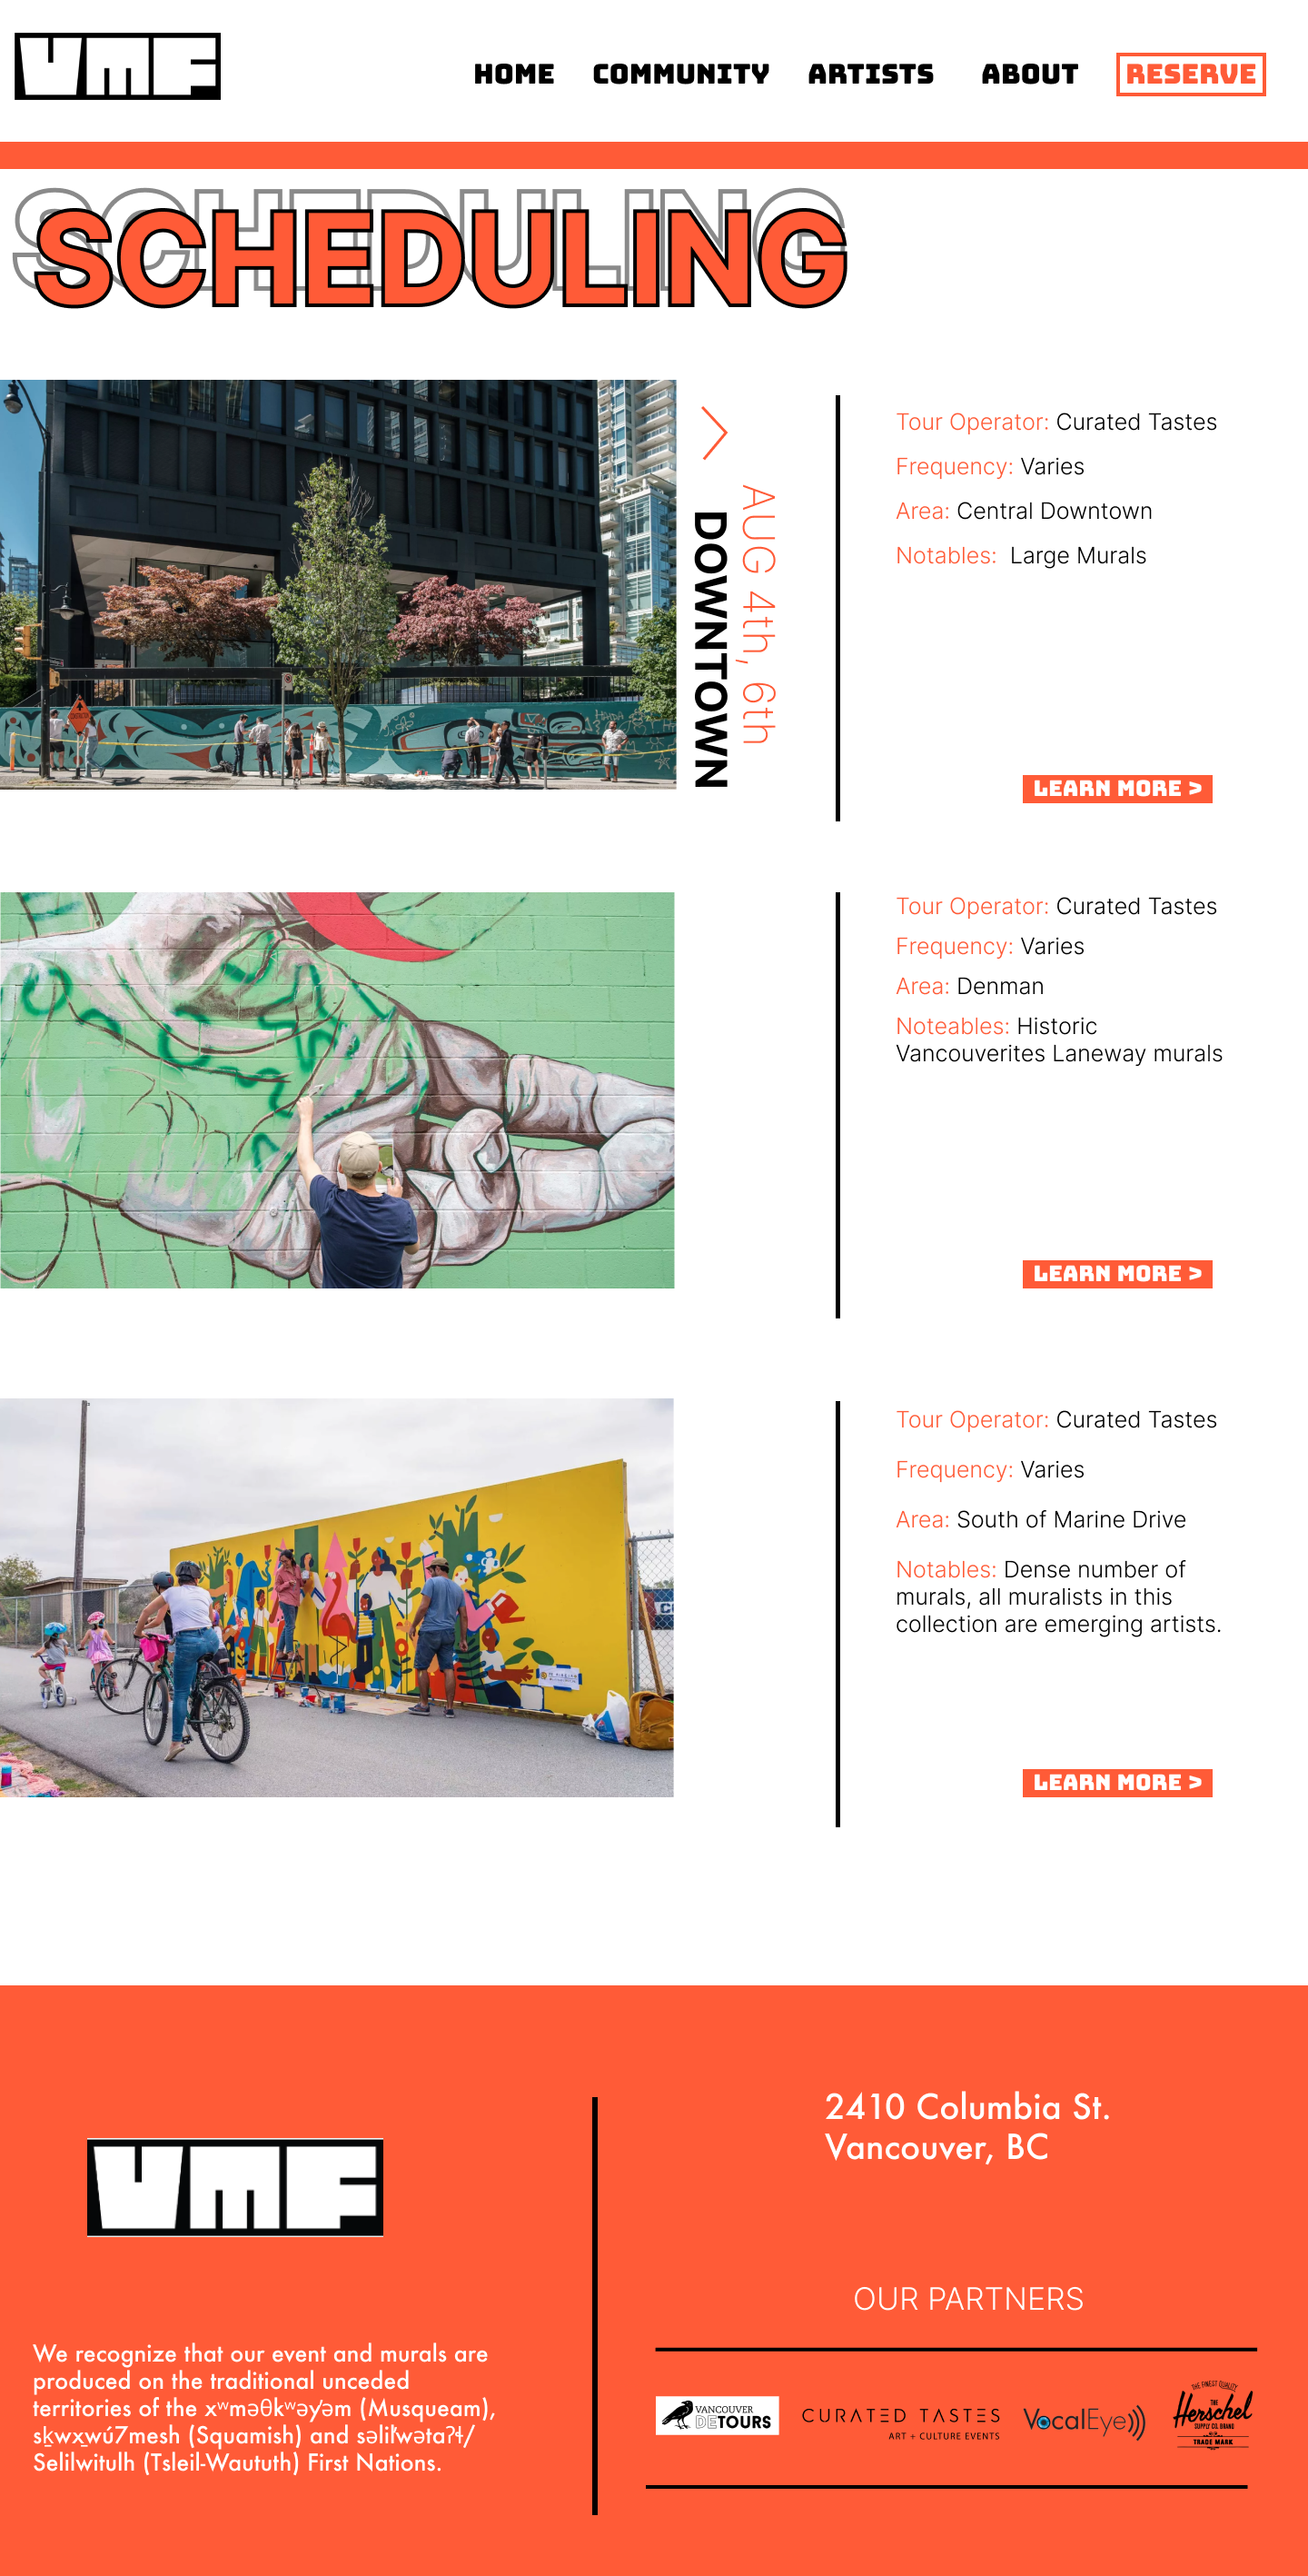 VMF
HOME COMMUNITY ARTISTS ABOUT RESERVE
SCHEDULING
AUG 4th, 6th
DOWNTOWN
Tour Operator: Curated Tastes
Frequency: Varies
Area: Central Downtown
Notables: Large Murals
LEARN MORE >
Tour Operator: Curated Tastes
Frequency: Varies
Area: Denman
Noteables: Historic
Vancouverites Laneway murals
LEARN MORE >
Tour Operator: Curated Tastes
Frequency: Varies
Area: South of Marine Drive
Notables: Dense number of
murals, all muralists in this
collection are emerging artists.
LEARN MORE >
VMF
We recognize that our event and murals are
produced on the traditional unceded
territories of the xʷməθkʷəy̓əm (Musqueam),
sḵwx̱wú7mesh (Squamish) and səlil̓wətaʔɬ/
Selilwitulh (Tsleil-Waututh) First Nations.
2410 Columbia St.
Vancouver, BC
OUR PARTNERS
VANCOUVER
DETOURS
CURATED TASTES
ART + CULTURE EVENTS
VocalEye
THE FINEST QUALITY
THE
Herschel
SUPPLY CO. BRAND
TRADE MARK